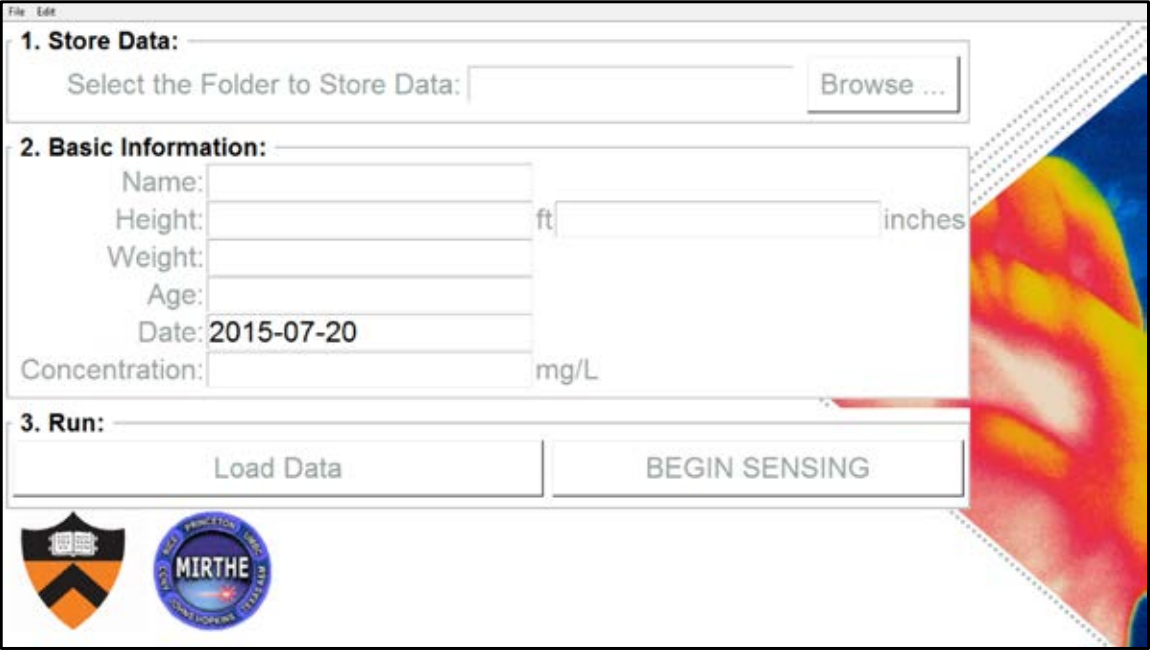 File Edit
1. Store Data:
Select the Folder to Store Data: Browse ...
2. Basic Information:
Name:
Height: ft inches
Weight:
Age:
Date: 2015-07-20
Concentration: mg/L
3. Run:
Load Data BEGIN SENSING
MIRTHE
RICE PRINCETON UMBC TEXAS A&M JOHNS HOPKINS CCNY